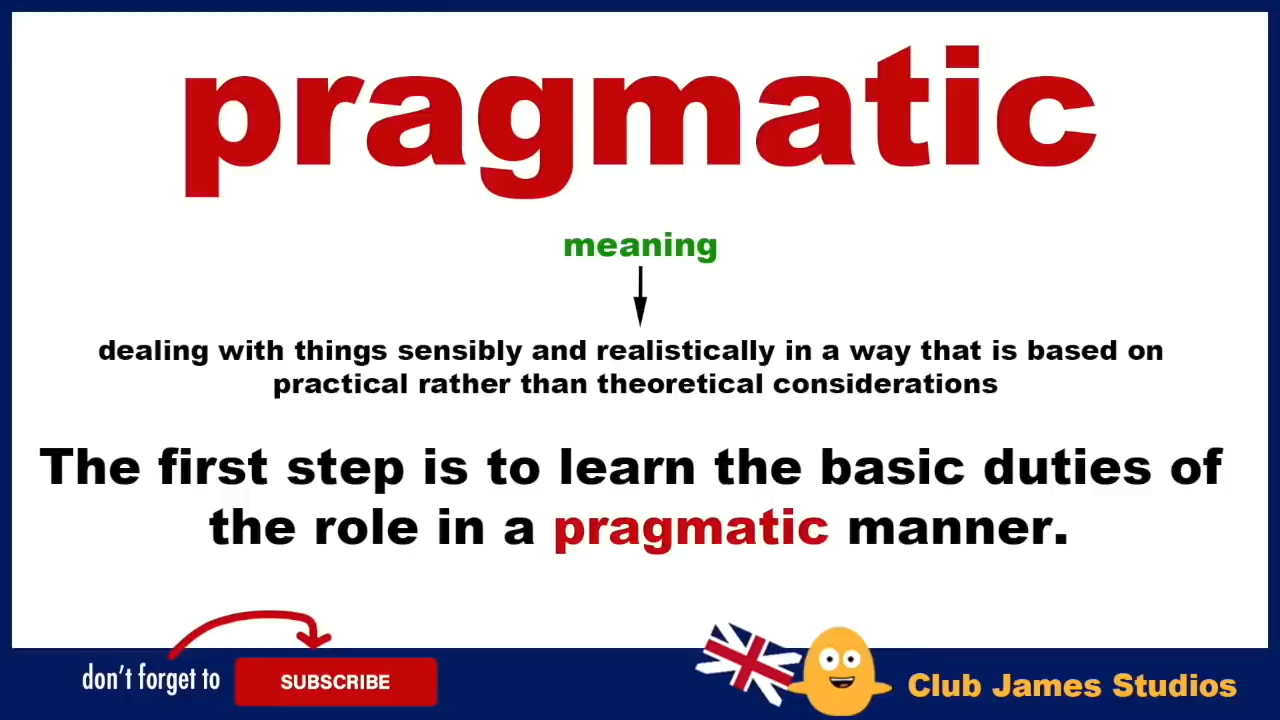 pragmatic
meaning
dealing with things sensibly and realistically in a way that is based on
practical rather than theoretical considerations
The first step is to learn the basic duties of
the role in a pragmatic manner.
don't forget to
SUBSCRIBE
Club James Studios